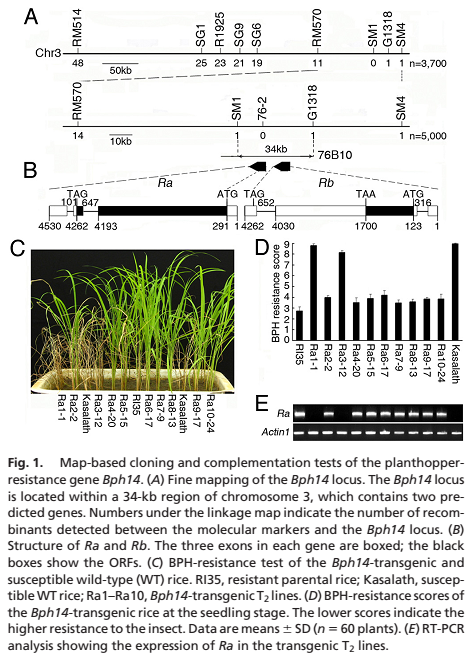 A
RM514
SG1
R1925
SG9
SG6
RM570
SM1
G1318
SM4
Chr3
48
25
23
21
19
11
0
1
1
n=3,700
50kb
RM570
SM1
76-2
G1318
SM4
14
1
0
1
1
n=5,000
10kb
34kb
76B10
B
Ra
Rb
TAG
ATG
TAG
TAA
ATG
101
647
652
316
4530
4262
4193
291
1
4262
4030
1700
123
1
C
Ra1-1
Ra2-2
Kasalath
Ra3-12
Ra4-20
Ra5-15
RI35
Ra6-17
Ra7-9
Ra8-13
Kasalath
Ra9-17
Ra10-24
D
BPH resistance score
9
8
7
6
5
4
3
2
1
0
RI35
Ra1-1
Ra2-2
Ra3-12
Ra4-20
Ra5-15
Ra6-17
Ra7-9
Ra8-13
Ra9-17
Ra10-24
Kasalath
E
Ra
Actin1
Fig. 1. Map-based cloning and complementation tests of the planthopper-
resistance gene Bph14. (A) Fine mapping of the Bph14 locus. The Bph14 locus
is located within a 34-kb region of chromosome 3, which contains two pre-
dicted genes. Numbers under the linkage map indicate the number of recom-
binants detected between the molecular markers and the Bph14 locus. (B)
Structure of Ra and Rb. The three exons in each gene are boxed; the black
boxes show the ORFs. (C) BPH-resistance test of the Bph14-transgenic and
susceptible wild-type (WT) rice. RI35, resistant parental rice; Kasalath, suscep-
tible WT rice; Ra1–Ra10, Bph14-transgenic T₂ lines. (D) BPH-resistance scores of
the Bph14-transgenic rice at the seedling stage. The lower scores indicate the
higher resistance to the insect. Data are means ± SD (n = 60 plants). (E) RT-PCR
analysis showing the expression of Ra in the transgenic T₂ lines.